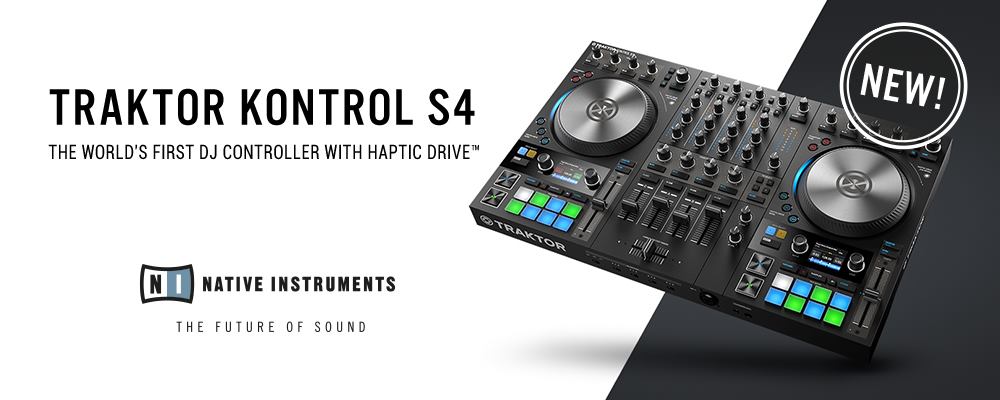 TRAKTOR KONTROL S4
THE WORLD'S FIRST DJ CONTROLLER WITH HAPTIC DRIVE™
NEW!
TRAKTOR
NI NATIVE INSTRUMENTS
THE FUTURE OF SOUND